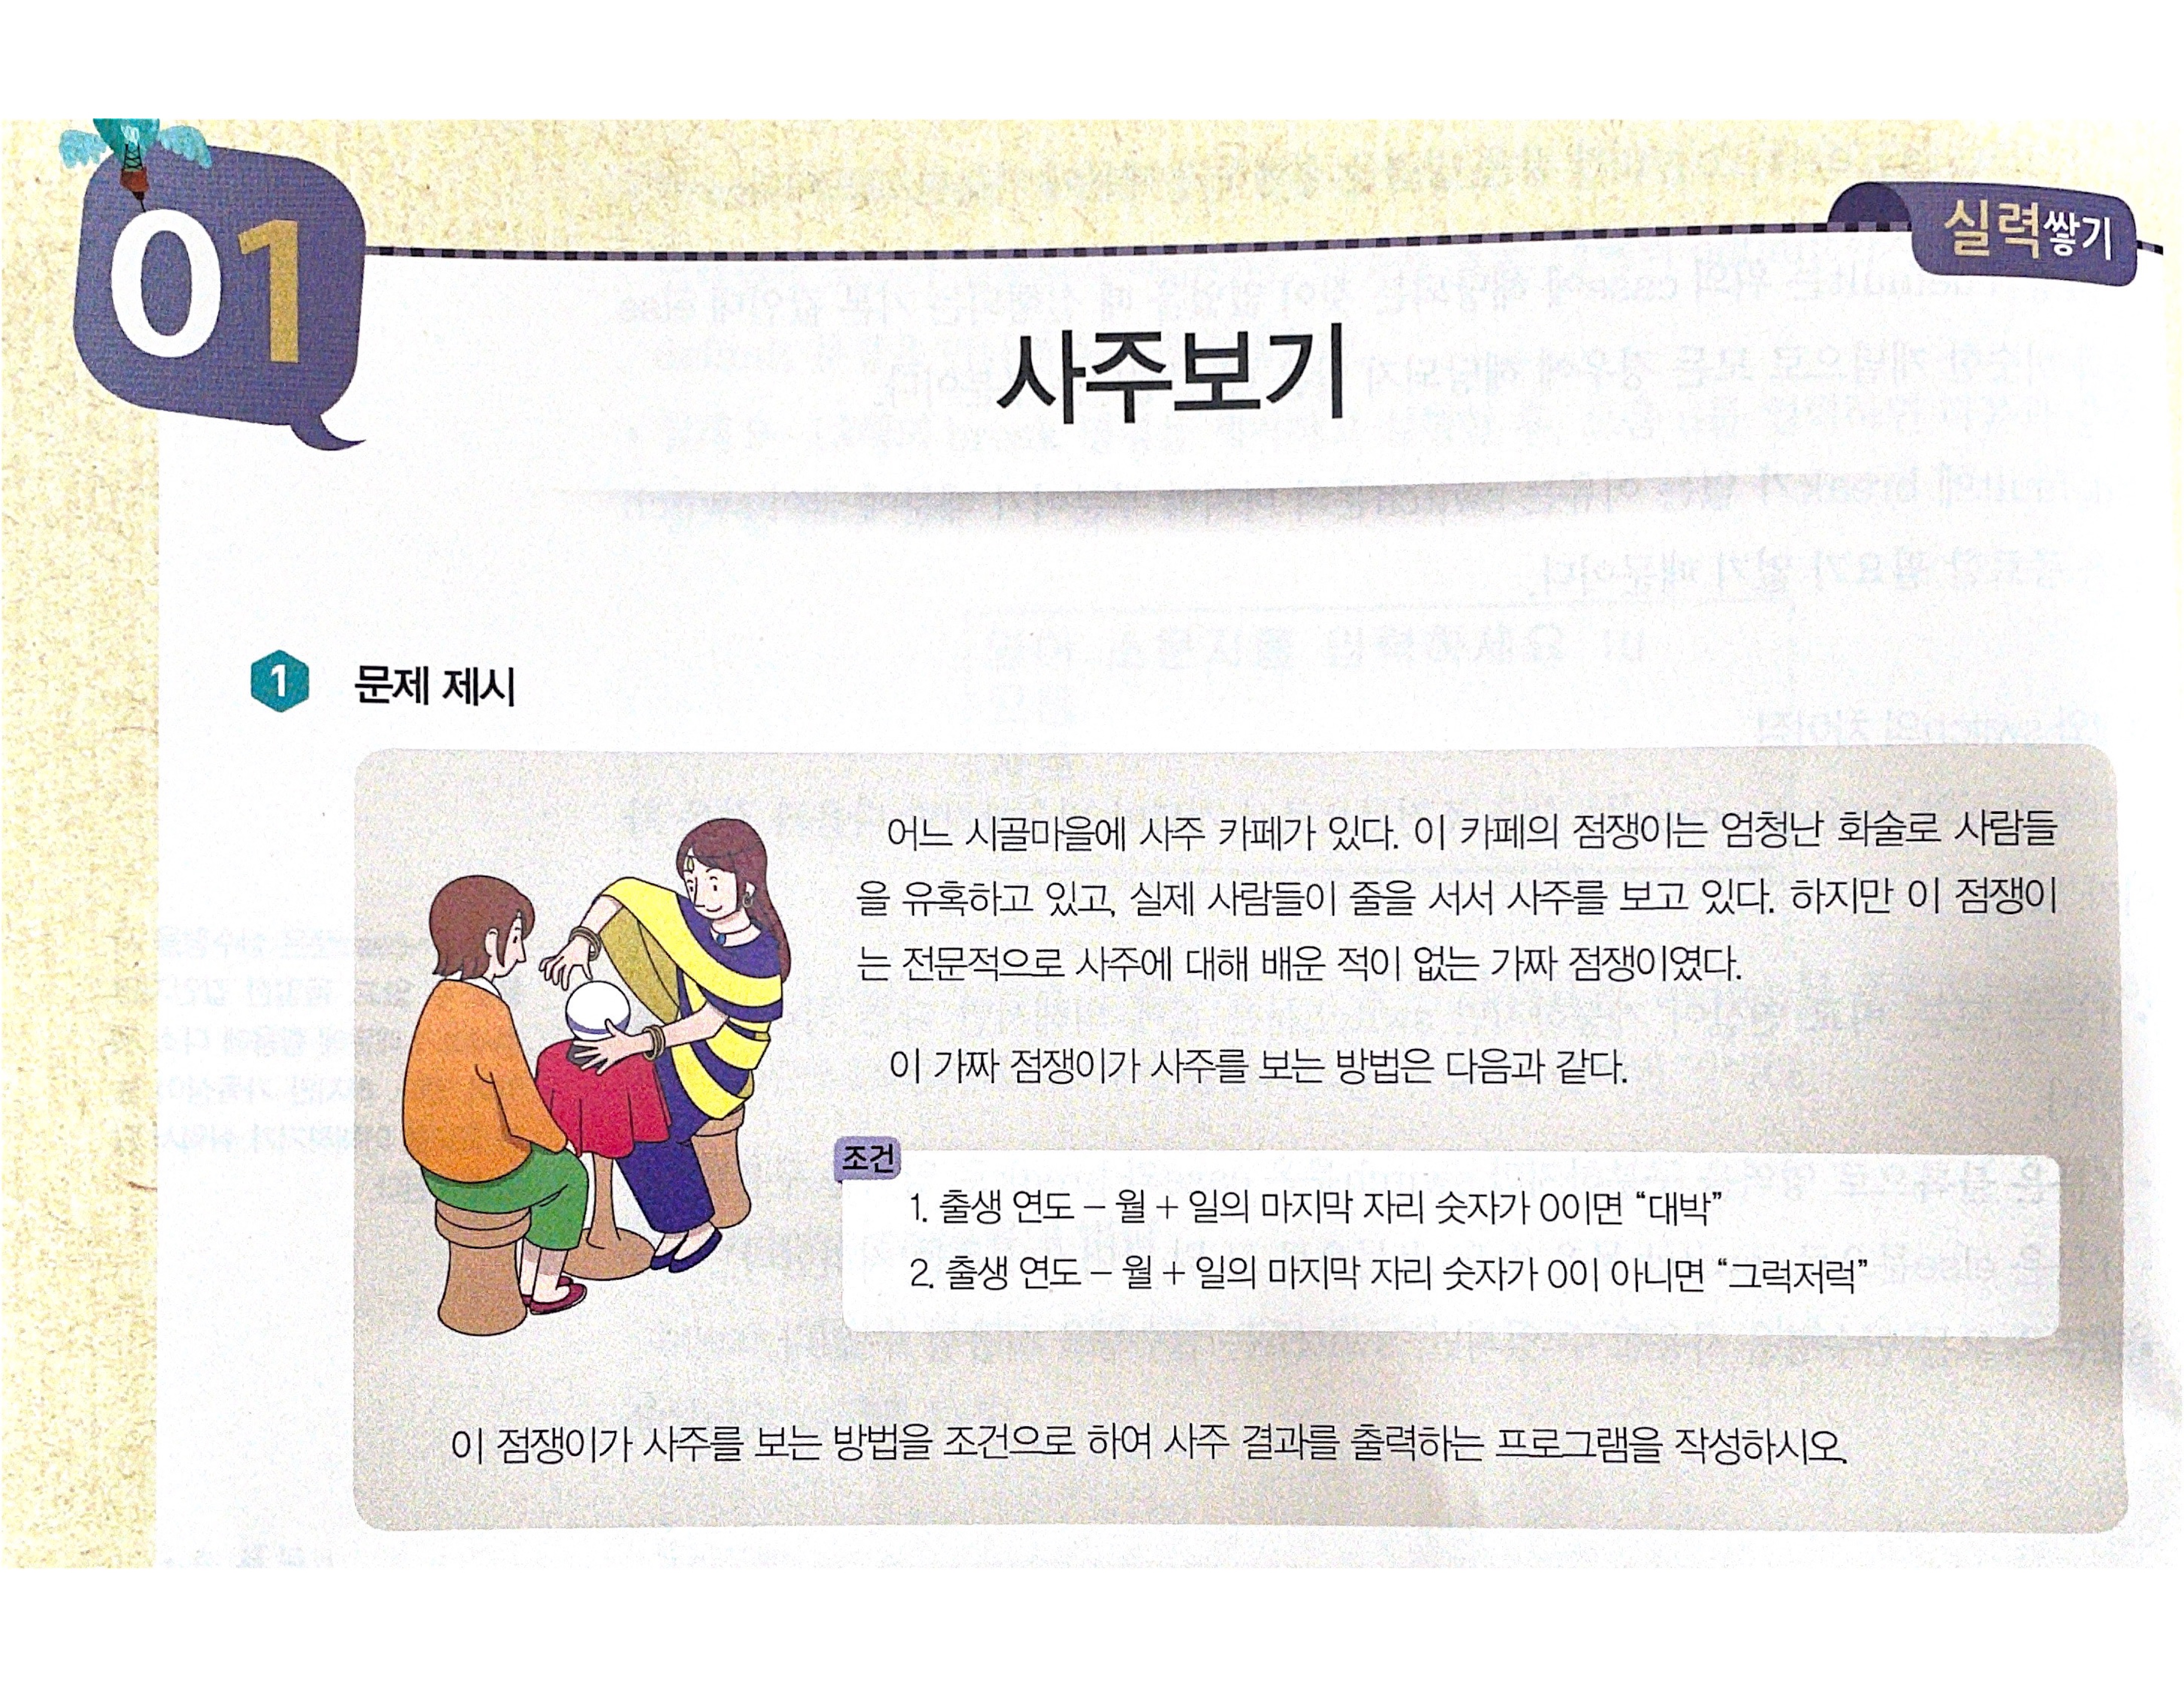 01
실력쌓기
사주보기
1 문제 제시
어느 시골마을에 사주 카페가 있다. 이 카페의 점쟁이는 엄청난 화술로 사람들
을 유혹하고 있고, 실제 사람들이 줄을 서서 사주를 보고 있다. 하지만 이 점쟁이
는 전문적으로 사주에 대해 배운 적이 없는 가짜 점쟁이였다.
이 가짜 점쟁이가 사주를 보는 방법은 다음과 같다.
조건
1. 출생 연도 – 월 + 일의 마지막 자리 숫자가 0이면 “대박”
2. 출생 연도 – 월 + 일의 마지막 자리 숫자가 0이 아니면 “그럭저럭”
이 점쟁이가 사주를 보는 방법을 조건으로 하여 사주 결과를 출력하는 프로그램을 작성하시오.